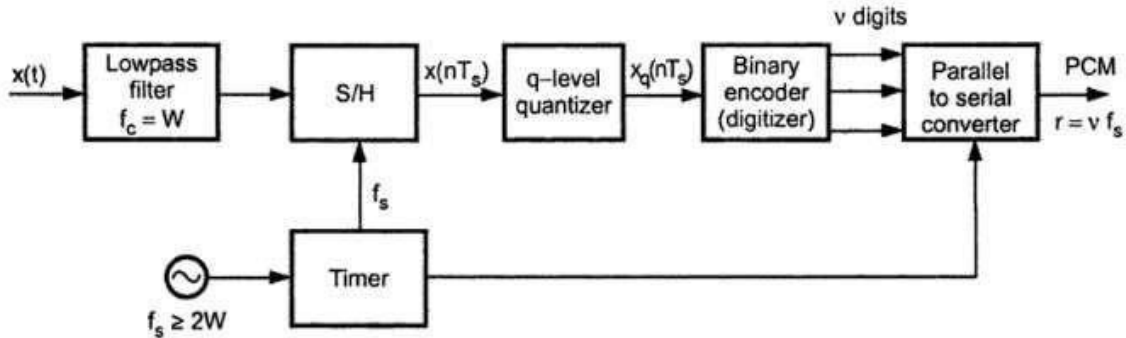 ν digits
x(t)
Lowpass
filter
f_c = W
S/H
x(nT_s)
q–level
quantizer
x_q(nT_s)
Binary
encoder
(digitizer)
Parallel
to serial
converter
PCM
r = ν f_s
f_s
Timer
f_s ≥ 2W